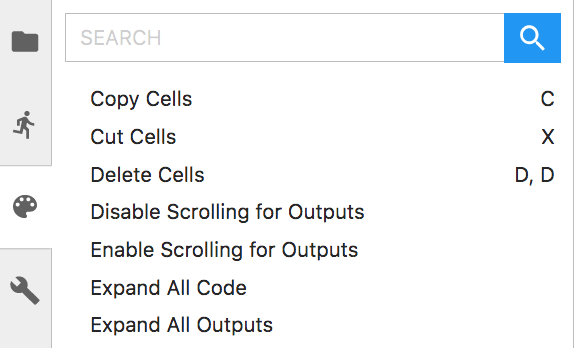 SEARCH
Copy Cells C
Cut Cells X
Delete Cells D, D
Disable Scrolling for Outputs
Enable Scrolling for Outputs
Expand All Code
Expand All Outputs